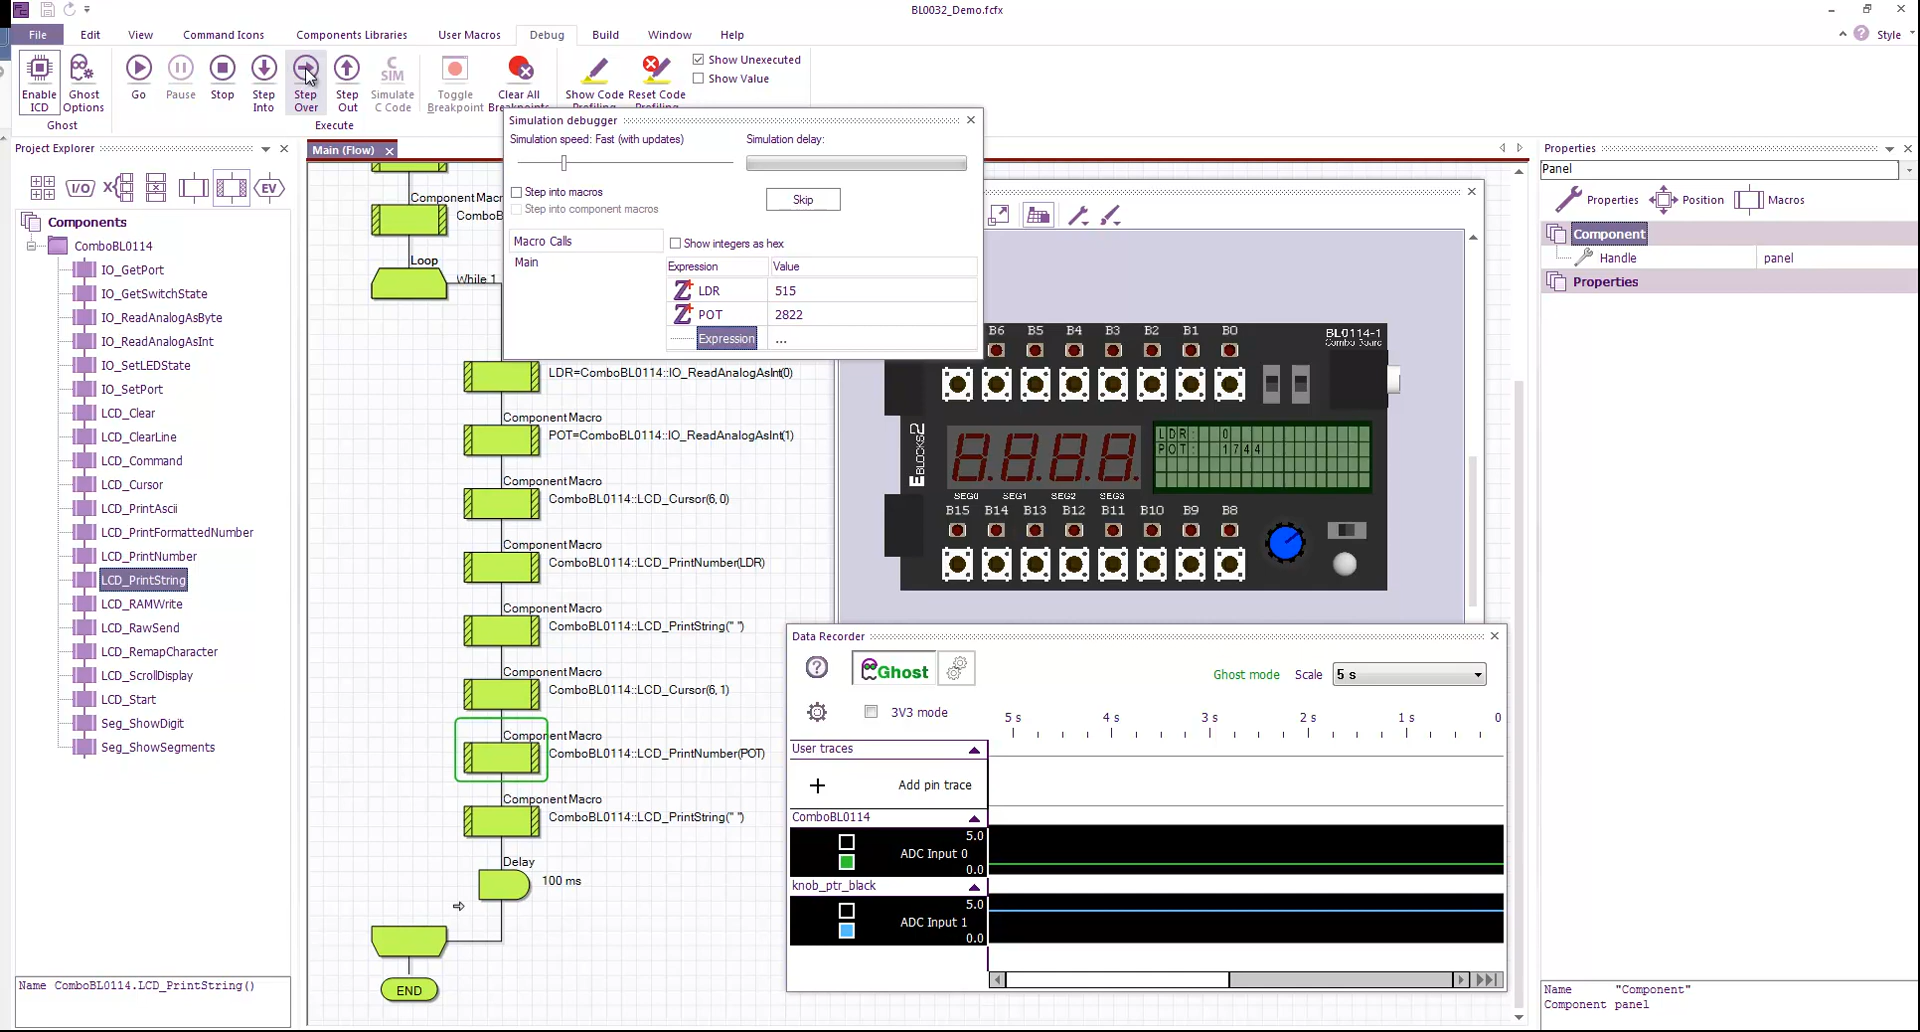 BL0032_Demo.fcfx
File Edit View Command Icons Components Libraries User Macros Debug Build Window Help
Style
Enable ICD
Ghost Options
Go
Pause
Stop
Step Into
Step Over
Step Out
C SIM
Simulate C Code
Toggle Breakpoint
Clear All Breakpoints
Show Code Profiling
Reset Code Profiling
Show Unexecuted
Show Value
Ghost
Execute
Project Explorer
I/O
EV
Components
ComboBL0114
IO_GetPort
IO_GetSwitchState
IO_ReadAnalogAsByte
IO_ReadAnalogAsInt
IO_SetLEDState
IO_SetPort
LCD_Clear
LCD_ClearLine
LCD_Command
LCD_Cursor
LCD_PrintAscii
LCD_PrintFormattedNumber
LCD_PrintNumber
LCD_PrintString
LCD_RAMWrite
LCD_RawSend
LCD_RemapCharacter
LCD_ScrollDisplay
LCD_Start
Seg_ShowDigit
Seg_ShowSegments
Name ComboBL0114.LCD_PrintString()
Main (Flow)
Component Macro
ComboB
Loop
While 1
LDR=ComboBL0114::IO_ReadAnalogAsInt(0)
Component Macro
POT=ComboBL0114::IO_ReadAnalogAsInt(1)
Component Macro
ComboBL0114::LCD_Cursor(6, 0)
Component Macro
ComboBL0114::LCD_PrintNumber(LDR)
Component Macro
ComboBL0114::LCD_PrintString(" ")
Component Macro
ComboBL0114::LCD_Cursor(6, 1)
Component Macro
ComboBL0114::LCD_PrintNumber(POT)
Component Macro
ComboBL0114::LCD_PrintString(" ")
Delay
100 ms
END
Simulation debugger
Simulation speed: Fast (with updates)
Simulation delay:
Step into macros
Step into component macros
Skip
Macro Calls
Main
Show integers as hex
Expression Value
LDR 515
POT 2822
Expression ...
B6 B5 B4 B3 B2 B1 B0
BL0114-1
Combo Board
EBLOCKS2
8.8.8.8.
LDR: 0
POT: 1744
SEG0 SEG1 SEG2 SEG3
B15 B14 B13 B12 B11 B10 B9 B8
Data Recorder
Ghost
Ghost mode
Scale 5 s
3V3 mode
5 s 4 s 3 s 2 s 1 s 0
User traces
Add pin trace
ComboBL0114
5.0
ADC Input 0
0.0
knob_ptr_black
5.0
ADC Input 1
0.0
Properties
Panel
Properties Position Macros
Component
Handle panel
Properties
Name "Component"
Component panel